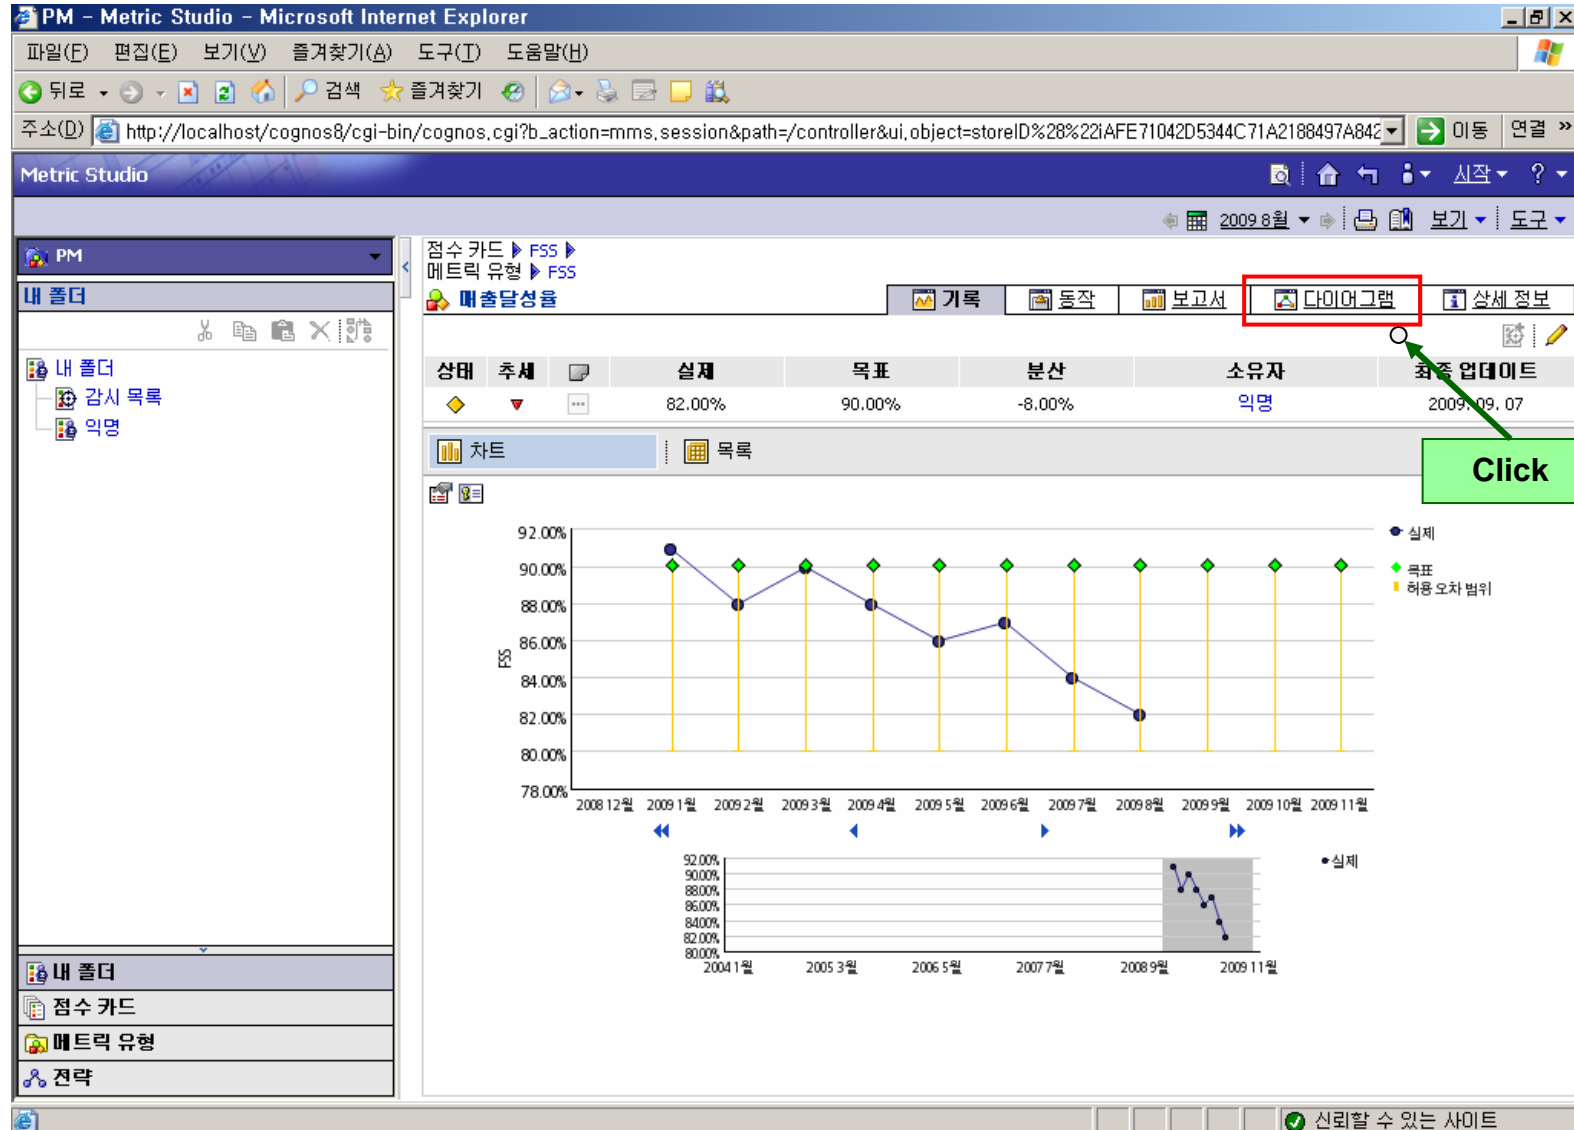 PM - Metric Studio - Microsoft Internet Explorer
파일(F) 편집(E) 보기(V) 즐겨찾기(A) 도구(T) 도움말(H)
뒤로 검색 즐겨찾기
주소(D) http://localhost/cognos8/cgi-bin/cognos.cgi?b_action=mms.session&path=/controller&ui.object=storeID%28%22iAFE71042D5344C71A2188497A842 이동 연결 »
Metric Studio 시작 ?
2009 8월 보기 도구
PM
내 폴더
내 폴더
감시 목록
익명
내 폴더
점수 카드
메트릭 유형
전략
점수 카드 FSS
메트릭 유형 FSS
매출달성율 기록 동작 보고서 다이어그램 상세 정보
상태 추세 실제 목표 분산 소유자 최종 업데이트
82.00% 90.00% -8.00% 익명 2009. 09. 07
Click
차트 목록
92.00%
90.00%
88.00%
86.00%
84.00%
82.00%
80.00%
78.00%
FSS
실제
목표
허용 오차 범위
2008 12월 2009 1월 2009 2월 2009 3월 2009 4월 2009 5월 2009 6월 2009 7월 2009 8월 2009 9월 2009 10월 2009 11월
92.00%
90.00%
88.00%
86.00%
84.00%
82.00%
80.00%
실제
2004 1월 2005 3월 2006 5월 2007 7월 2008 9월 2009 11월
신뢰할 수 있는 사이트